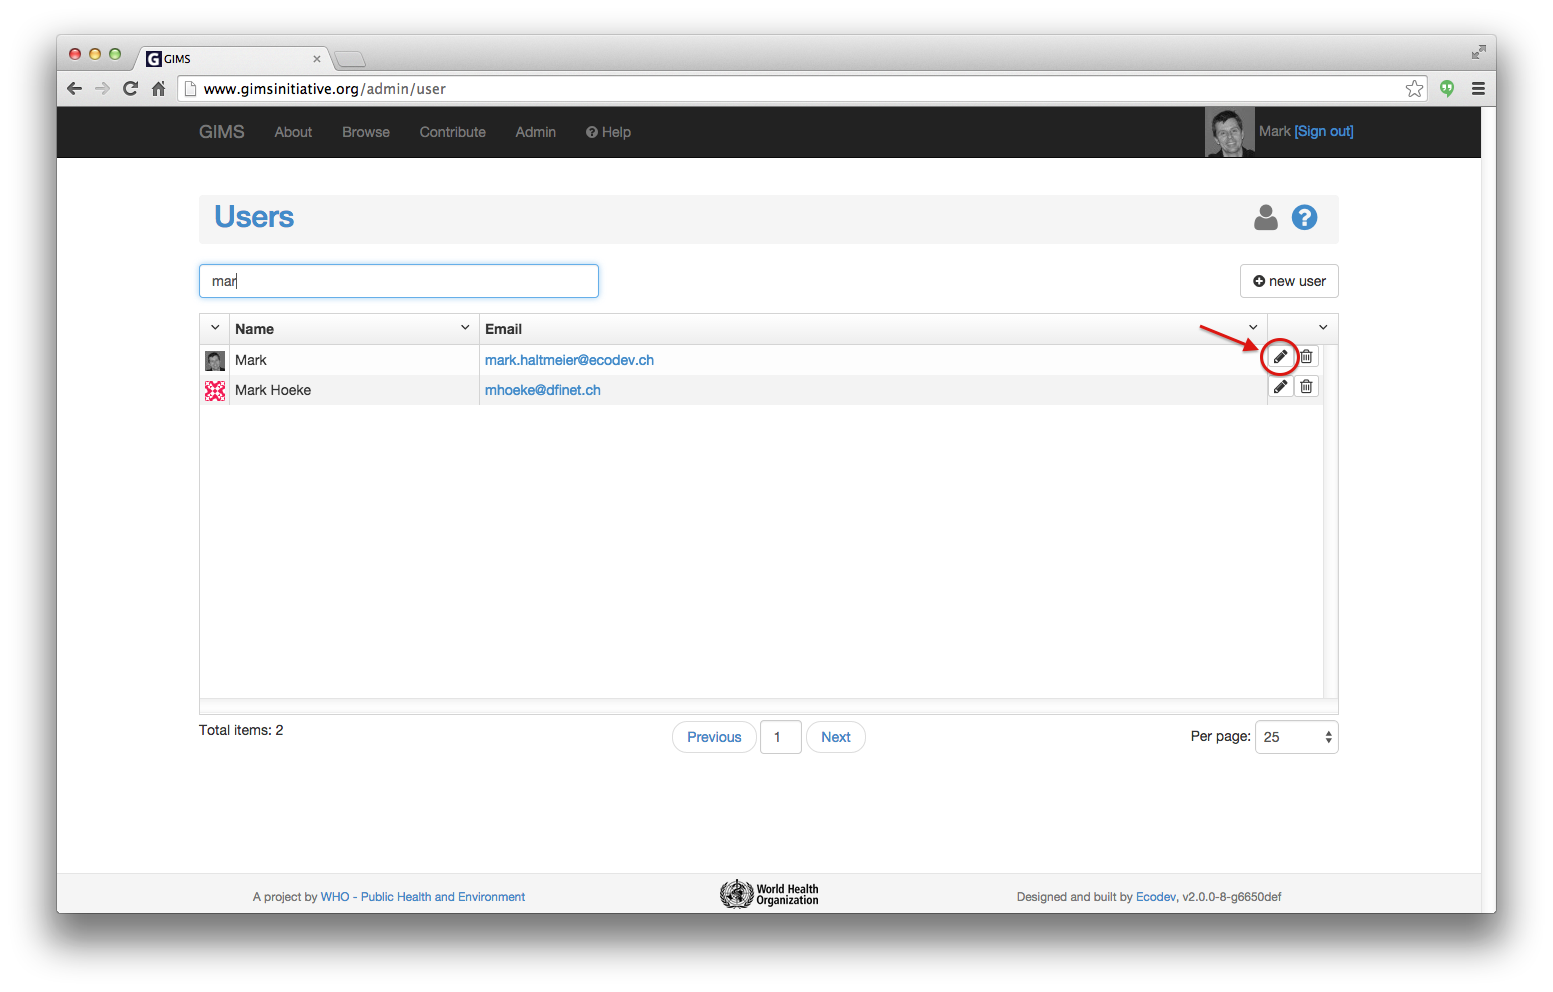 GIMS
www.gimsinitiative.org/admin/user
GIMS About Browse Contribute Admin Help Mark [Sign out]
Users
mar
new user
Name Email
Mark mark.haltmeier@ecodev.ch
Mark Hoeke mhoeke@dfinet.ch
Total items: 2
Previous 1 Next
Per page: 25
A project by WHO - Public Health and Environment
World Health
Organization
Designed and built by Ecodev, v2.0.0-8-g6650def